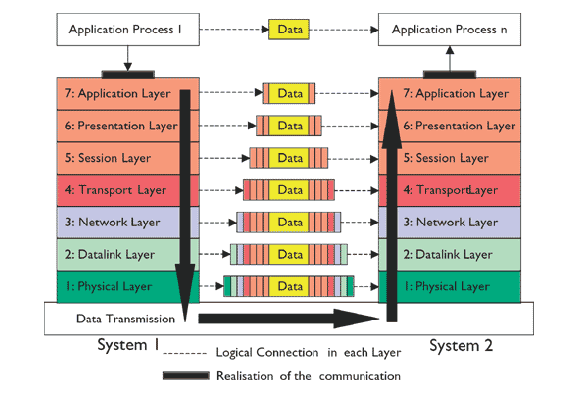 Application Process 1
Data
Application Process n
7: Application Layer
Data
7: Application Layer
6: Presentation Layer
Data
6: Presentation Layer
5: Session Layer
Data
5: Session Layer
4: Transport Layer
Data
4: TransportLayer
3: Network Layer
Data
3: Network Layer
2: Datalink Layer
Data
2: Datalink Layer
1: Physical Layer
Data
1: Physical Layer
Data Transmission
System 1
System 2
Logical Connection in each Layer
Realisation of the communication